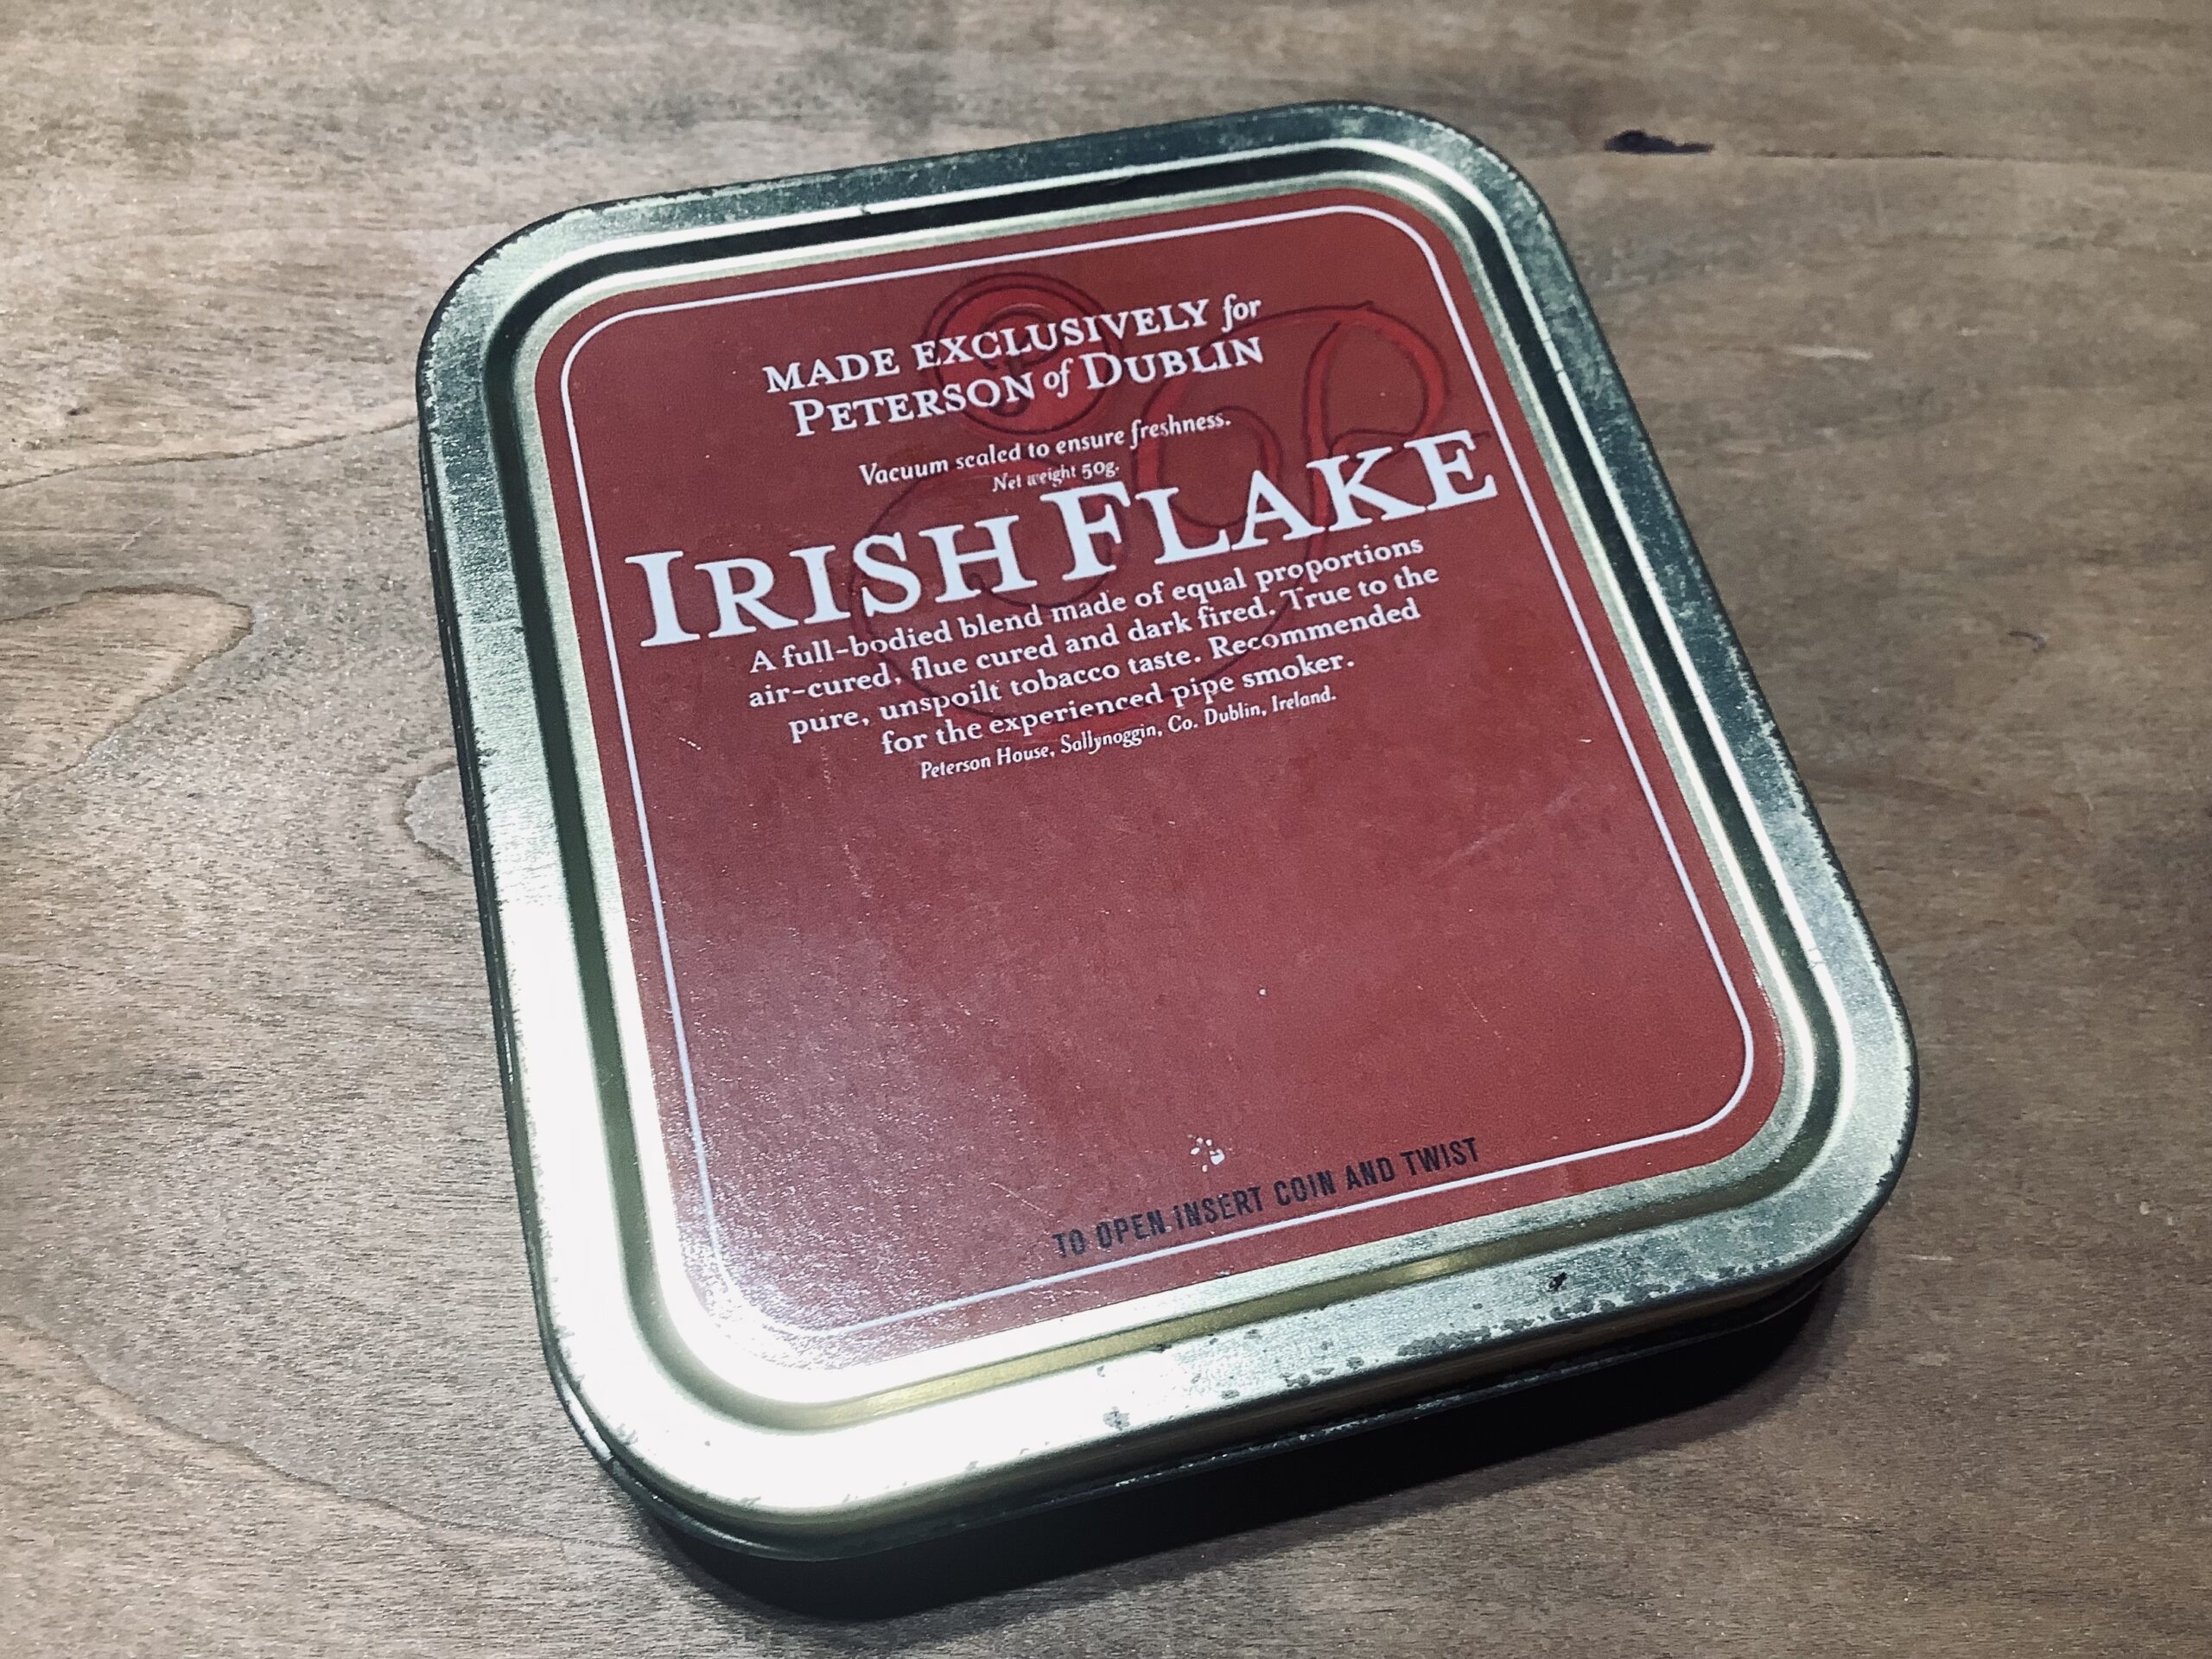 MADE EXCLUSIVELY for
PETERSON of DUBLIN
Vacuum sealed to ensure freshness.
Net weight 50g.
IRISH FLAKE
A full-bodied blend made of equal proportions
air-cured, flue cured and dark fired. True to the
pure, unspoilt tobacco taste. Recommended
for the experienced pipe smoker.
Peterson House, Sallynoggin, Co. Dublin, Ireland.
TO OPEN INSERT COIN AND TWIST